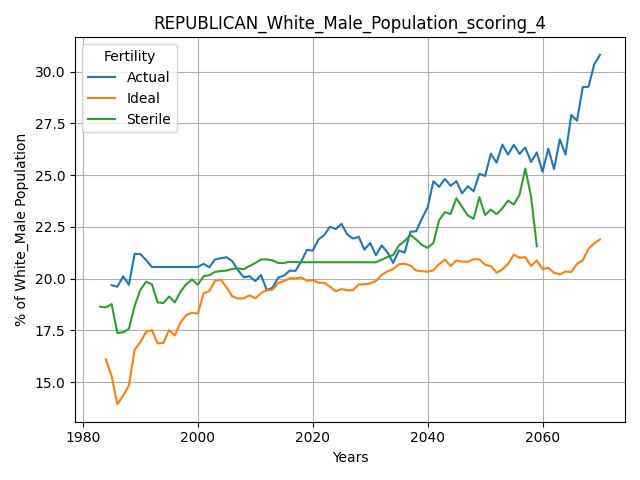 REPUBLICAN_White_Male_Population_scoring_4
Fertility
Actual
Ideal
Sterile
% of White_Male Population
30.0
27.5
25.0
22.5
20.0
17.5
15.0
1980
2000
2020
2040
2060
Years